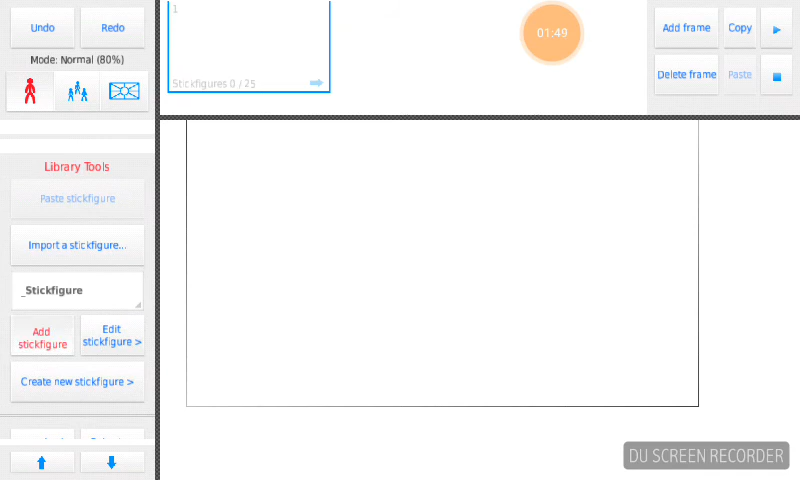 Undo Redo
Mode: Normal (80%)
1
Stickfigures 0 / 25
01:49
Add frame Copy
Delete frame Paste
Library Tools
Paste stickfigure
Import a stickfigure...
_Stickfigure
Add
stickfigure
Edit
stickfigure >
Create new stickfigure >
DU SCREEN RECORDER